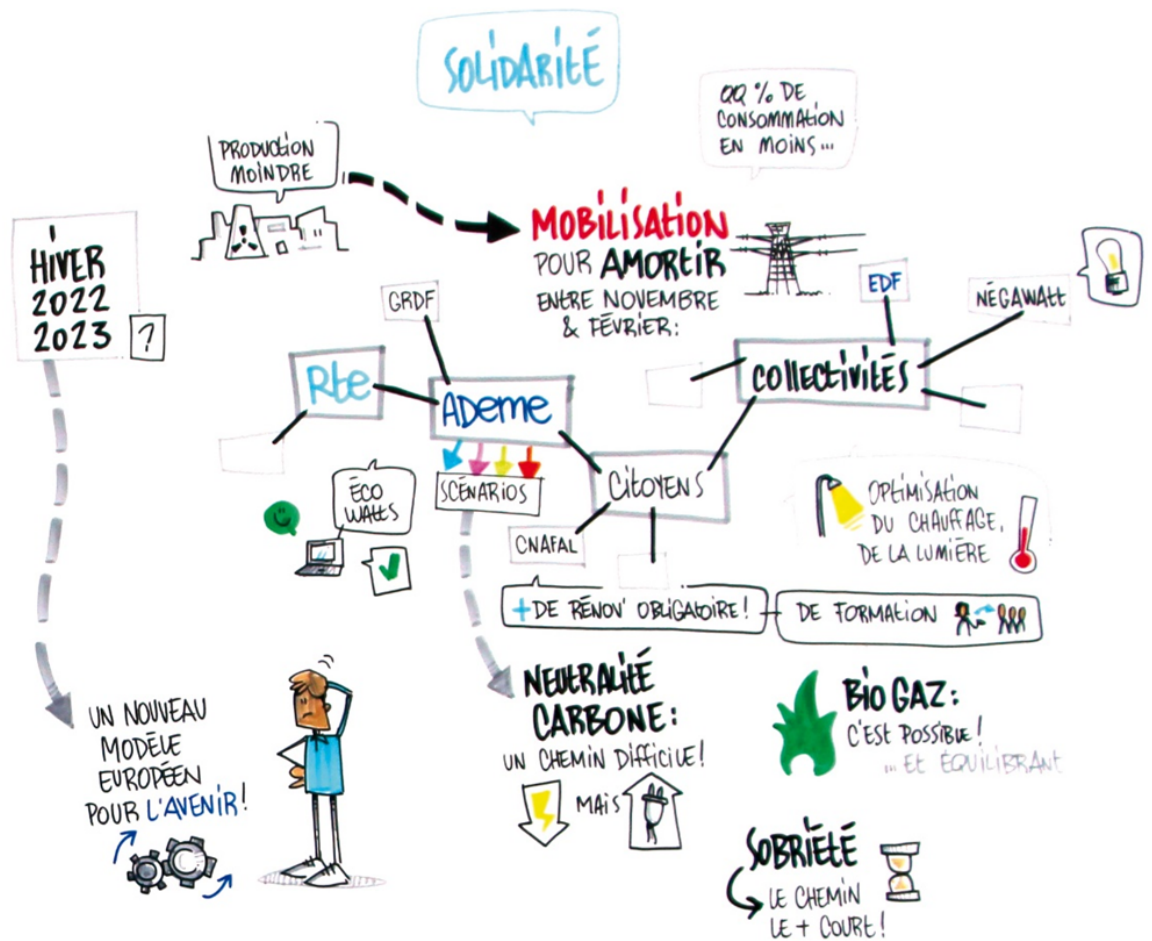 SOLIDARITÉ
QQ % DE
CONSOMMATION
EN MOINS...
PRODUCTION
MOINDRE
HIVER
2022
2023
?
MOBILISATION
POUR AMORTIR
ENTRE NOVEMBRE
& FÉVRIER:
GRDF
EDF
NÉGAWATT
Rte
ADeme
COLLECTIVITÉS
SCÉNARIOS
CITOYENS
ÉCO
WATTS
CNAFAL
OPTIMISATION
DU CHAUFFAGE,
DE LA LUMIÈRE
+ DE RÉNOV' OBLIGATOIRE!
DE FORMATION
UN NOUVEAU
MODÈLE
EUROPÉEN
POUR L'AVENIR!
NEUTRALITÉ
CARBONE:
UN CHEMIN DIFFICILE!
MAIS
BIO GAZ:
C'EST POSSIBLE!
... ET ÉQUILIBRANT
SOBRIÉTÉ
LE CHEMIN
LE + COURT!